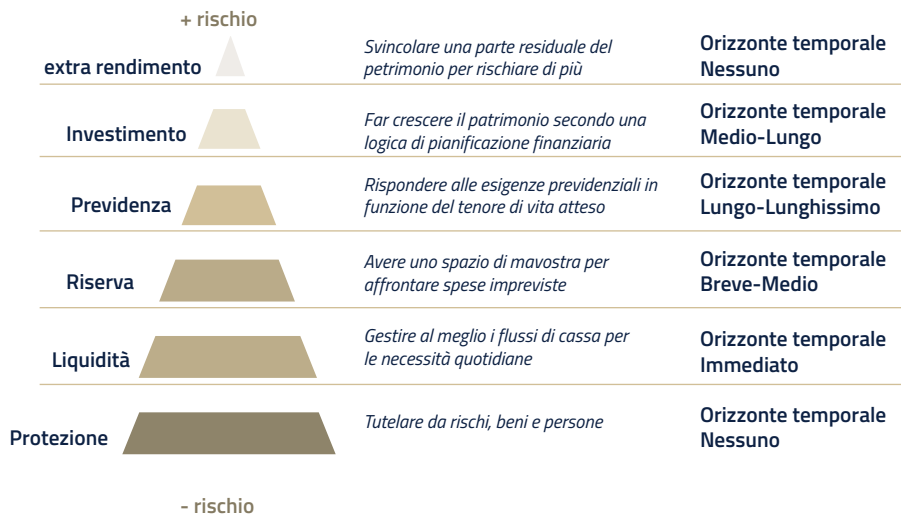 + rischio
extra rendimento
Svincolare una parte residuale del
petrimonio per rischiare di più
Orizzonte temporale
Nessuno
Investimento
Far crescere il patrimonio secondo una
logica di pianificazione finanziaria
Orizzonte temporale
Medio-Lungo
Previdenza
Rispondere alle esigenze previdenziali in
funzione del tenore di vita atteso
Orizzonte temporale
Lungo-Lunghissimo
Riserva
Avere uno spazio di mavostra per
affrontare spese impreviste
Orizzonte temporale
Breve-Medio
Liquidità
Gestire al meglio i flussi di cassa per
le necessità quotidiane
Orizzonte temporale
Immediato
Protezione
Tutelare da rischi, beni e persone
Orizzonte temporale
Nessuno
- rischio